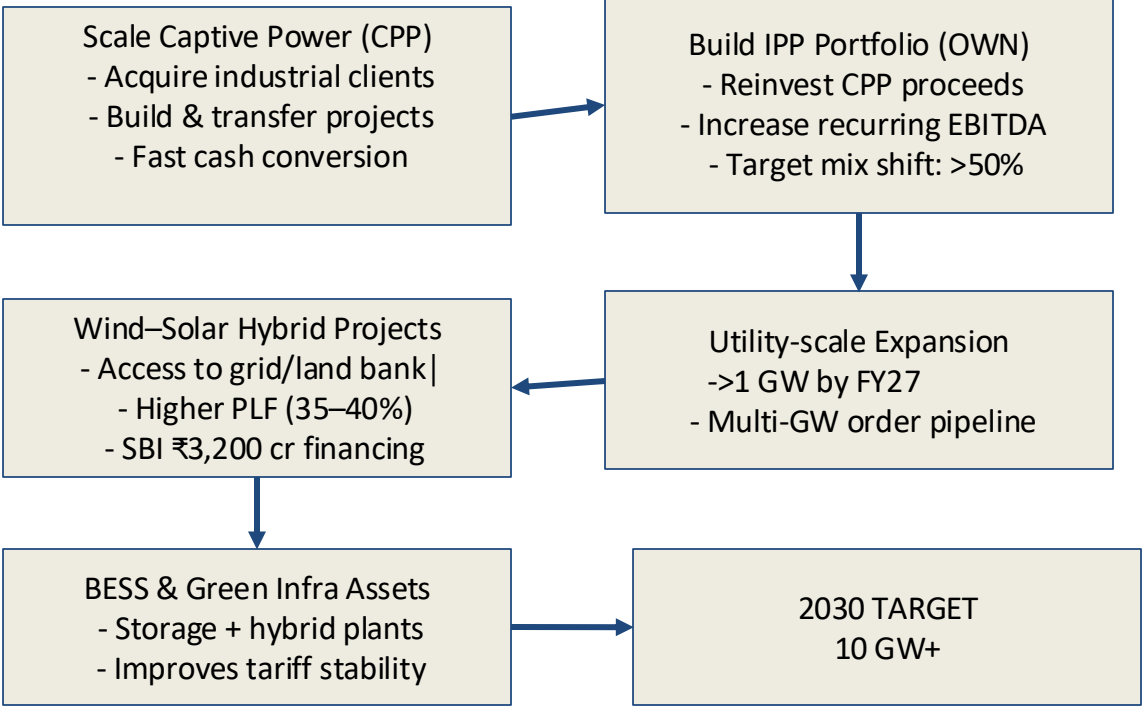 Scale Captive Power (CPP)
- Acquire industrial clients
- Build & transfer projects
- Fast cash conversion
Build IPP Portfolio (OWN)
- Reinvest CPP proceeds
- Increase recurring EBITDA
- Target mix shift: >50%
Utility-scale Expansion
->1 GW by FY27
- Multi-GW order pipeline
Wind–Solar Hybrid Projects
- Access to grid/land bank|
- Higher PLF (35–40%)
- SBI ₹3,200 cr financing
BESS & Green Infra Assets
- Storage + hybrid plants
- Improves tariff stability
2030 TARGET
10 GW+